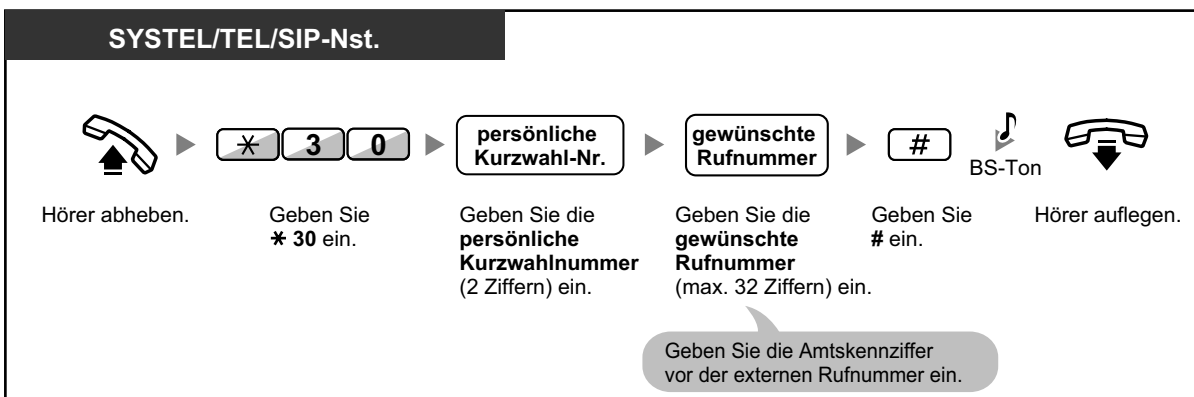 SYSTEL/TEL/SIP-Nst.
* 3 0
persönliche
Kurzwahl-Nr.
gewünschte
Rufnummer
#
BS-Ton
Hörer abheben.
Geben Sie
* 30 ein.
Geben Sie die
persönliche
Kurzwahlnummer
(2 Ziffern) ein.
Geben Sie die
gewünschte
Rufnummer
(max. 32 Ziffern) ein.
Geben Sie
# ein.
Hörer auflegen.
Geben Sie die Amtskennziffer
vor der externen Rufnummer ein.